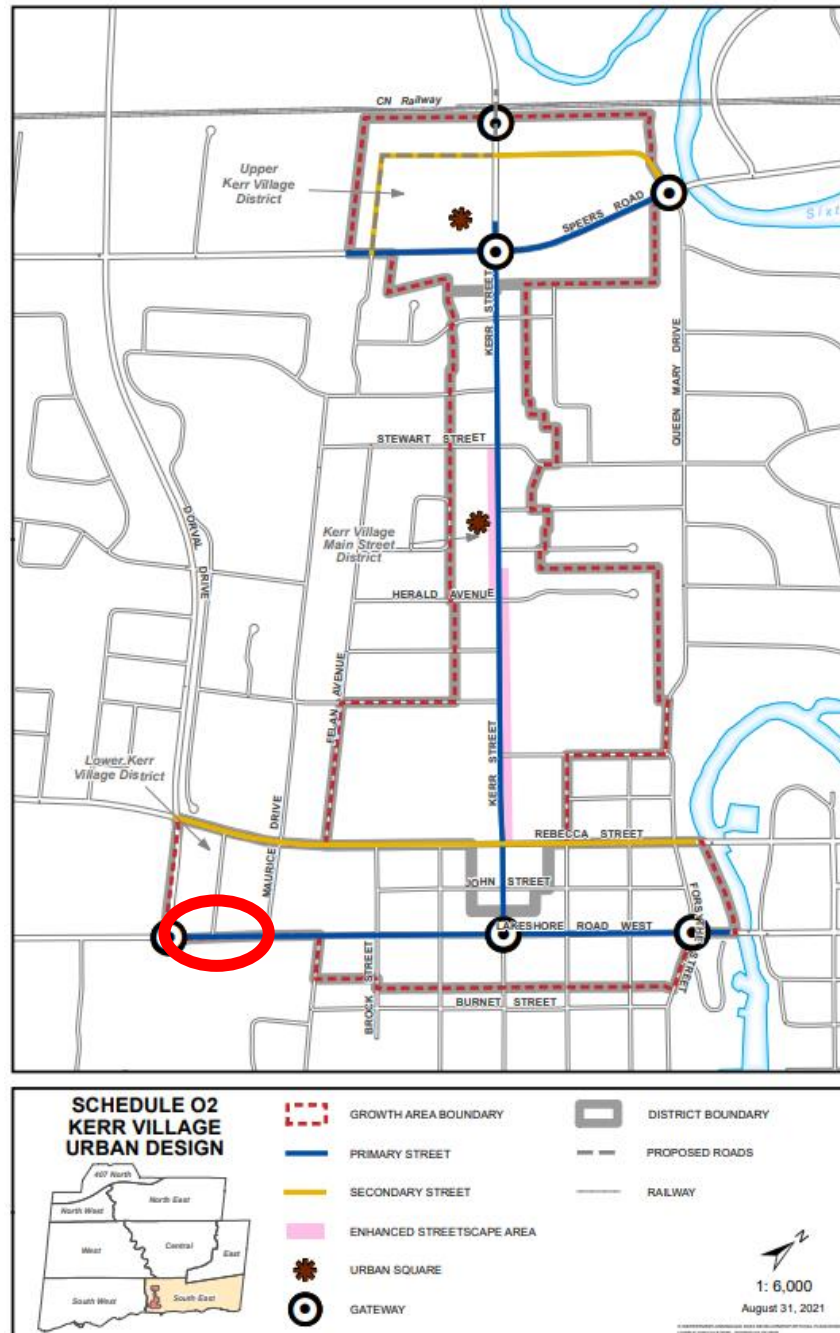 CN Railway
Upper
Kerr Village
District
Sixt
SPEERS ROAD
KERR STREET
QUEEN MARY DRIVE
STEWART STREET
DORVAL DRIVE
Kerr Village
Main Street
District
HERALD AVENUE
FELAN AVENUE
KERR STREET
Lower Kerr
Village District
MAURICE DRIVE
REBECCA STREET
JOHN STREET
FORSYTHE STREET
LAKESHORE ROAD WEST
BROCK STREET
BURNET STREET
SCHEDULE O2
KERR VILLAGE
URBAN DESIGN
407 North
North West
North East
West
Central
East
South West
South East
GROWTH AREA BOUNDARY
PRIMARY STREET
SECONDARY STREET
ENHANCED STREETSCAPE AREA
URBAN SQUARE
GATEWAY
DISTRICT BOUNDARY
PROPOSED ROADS
RAILWAY
N
1: 6,000
August 31, 2021